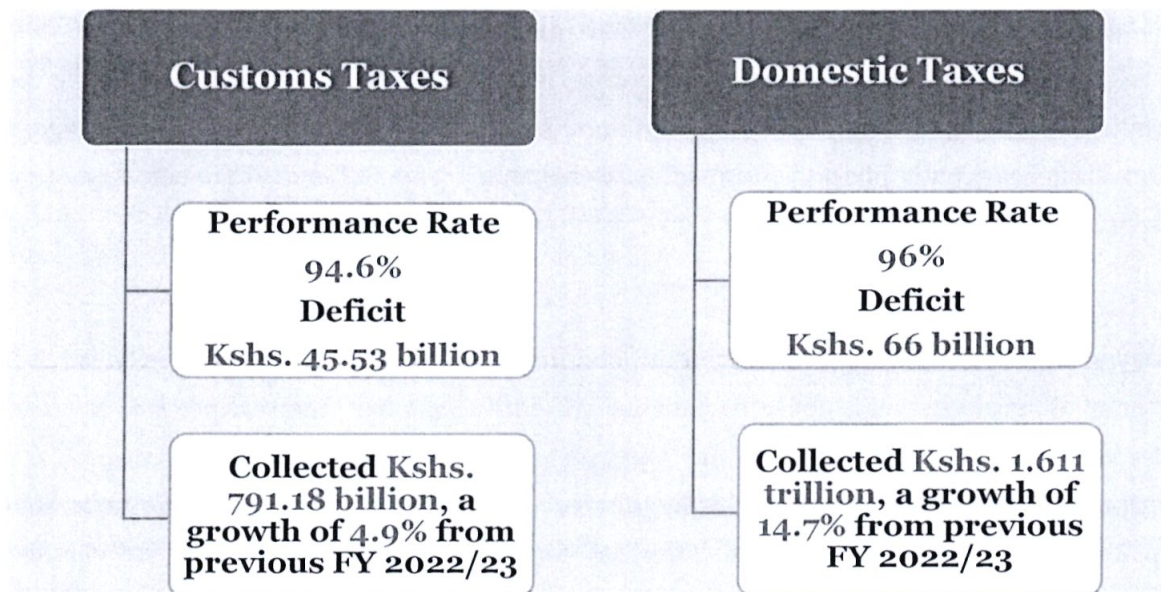 Customs Taxes
Performance Rate
94.6%
Deficit
Kshs. 45.53 billion
Collected Kshs.
791.18 billion, a
growth of 4.9% from
previous FY 2022/23
Domestic Taxes
Performance Rate
96%
Deficit
Kshs. 66 billion
Collected Kshs. 1.611
trillion, a growth of
14.7% from previous
FY 2022/23